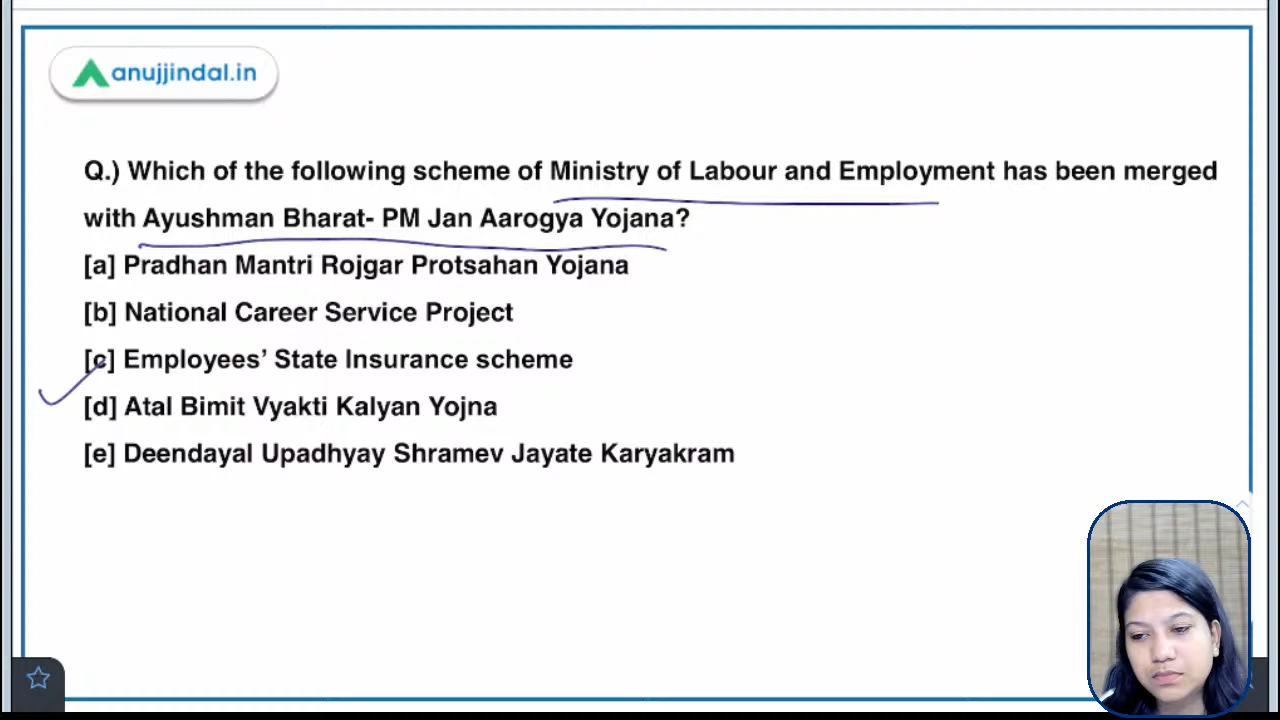 anujjindal.in
Q.) Which of the following scheme of Ministry of Labour and Employment has been merged
with Ayushman Bharat- PM Jan Aarogya Yojana?
[a] Pradhan Mantri Rojgar Protsahan Yojana
[b] National Career Service Project
[c] Employees’ State Insurance scheme
[d] Atal Bimit Vyakti Kalyan Yojna
[e] Deendayal Upadhyay Shramev Jayate Karyakram